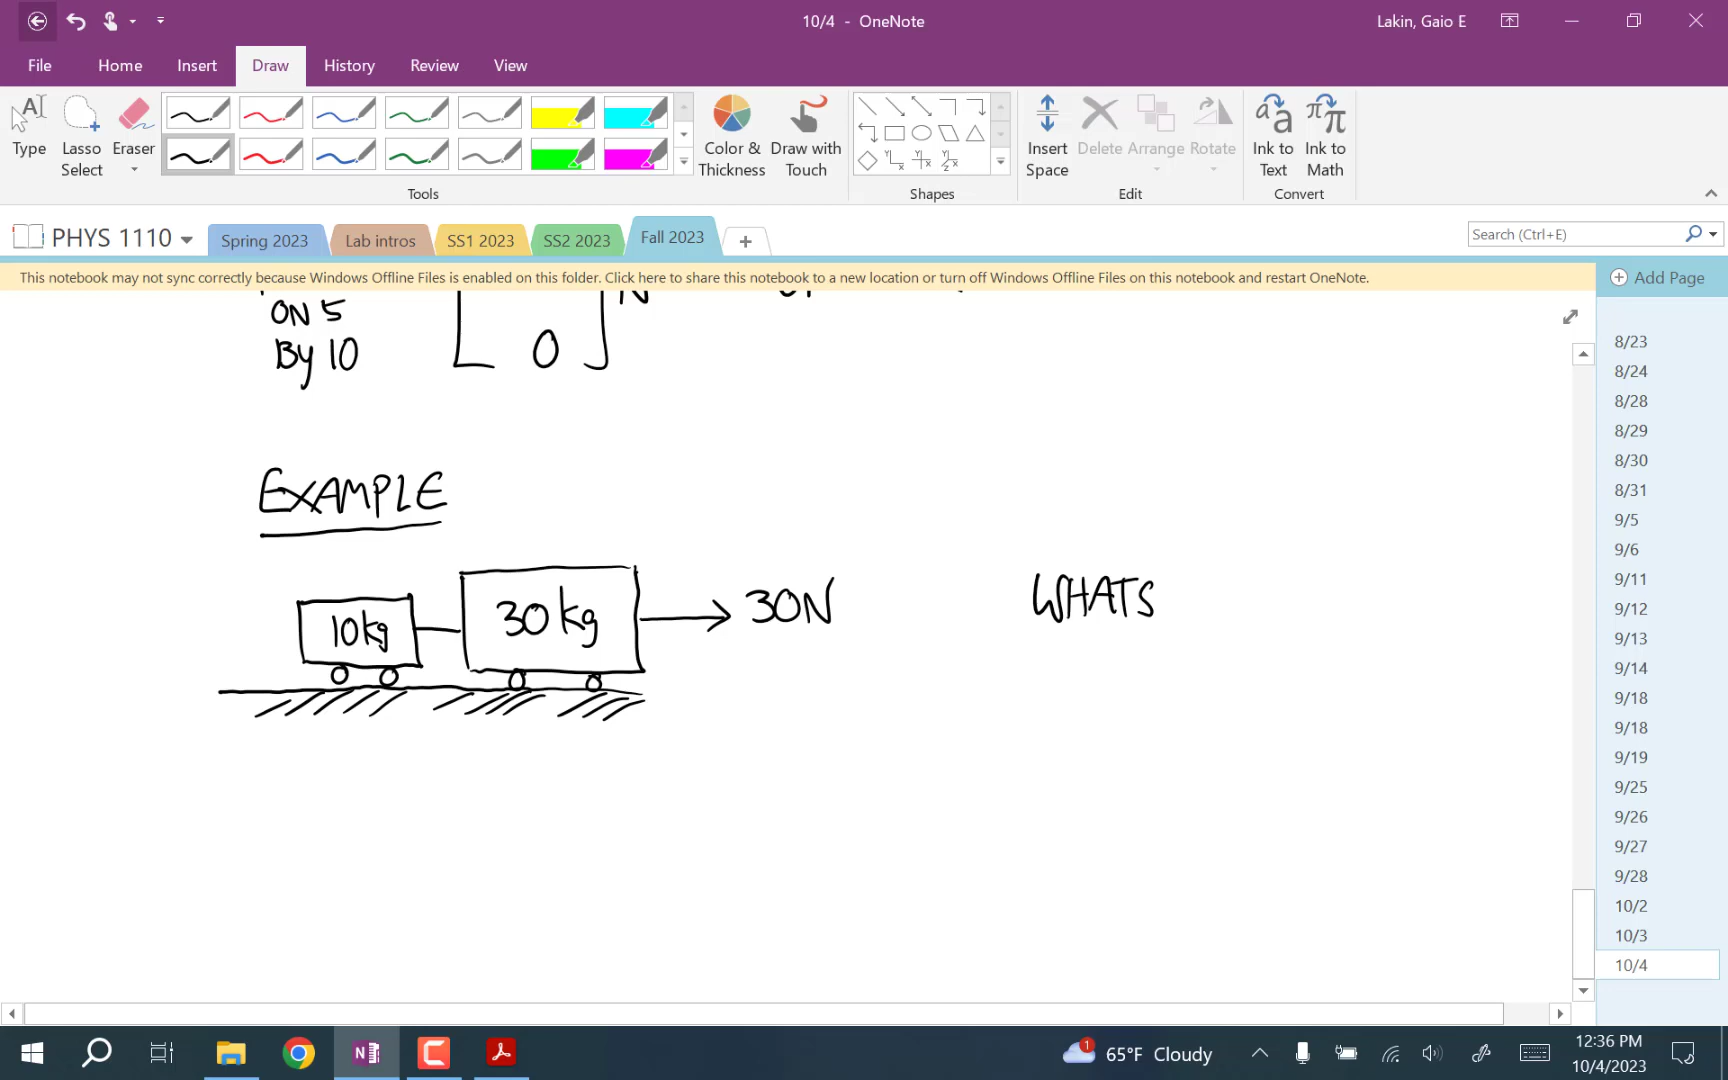 10/4 - OneNote
Lakin, Gaio E
File Home Insert Draw History Review View
Type
Lasso Select
Eraser
Color & Thickness
Draw with Touch
Insert Space
Delete
Arrange
Rotate
Ink to Text
Ink to Math
Tools
Shapes
Edit
Convert
PHYS 1110
Spring 2023
Lab intros
SS1 2023
SS2 2023
Fall 2023
Search (Ctrl+E)
This notebook may not sync correctly because Windows Offline Files is enabled on this folder. Click here to share this notebook to a new location or turn off Windows Offline Files on this notebook and restart OneNote.
Add Page
ON 5
By 10
0
EXAMPLE
10kg
30kg
30N
WHATS
8/23
8/24
8/28
8/29
8/30
8/31
9/5
9/6
9/11
9/12
9/13
9/14
9/18
9/18
9/19
9/25
9/26
9/27
9/28
10/2
10/3
10/4
1
65°F Cloudy
12:36 PM
10/4/2023